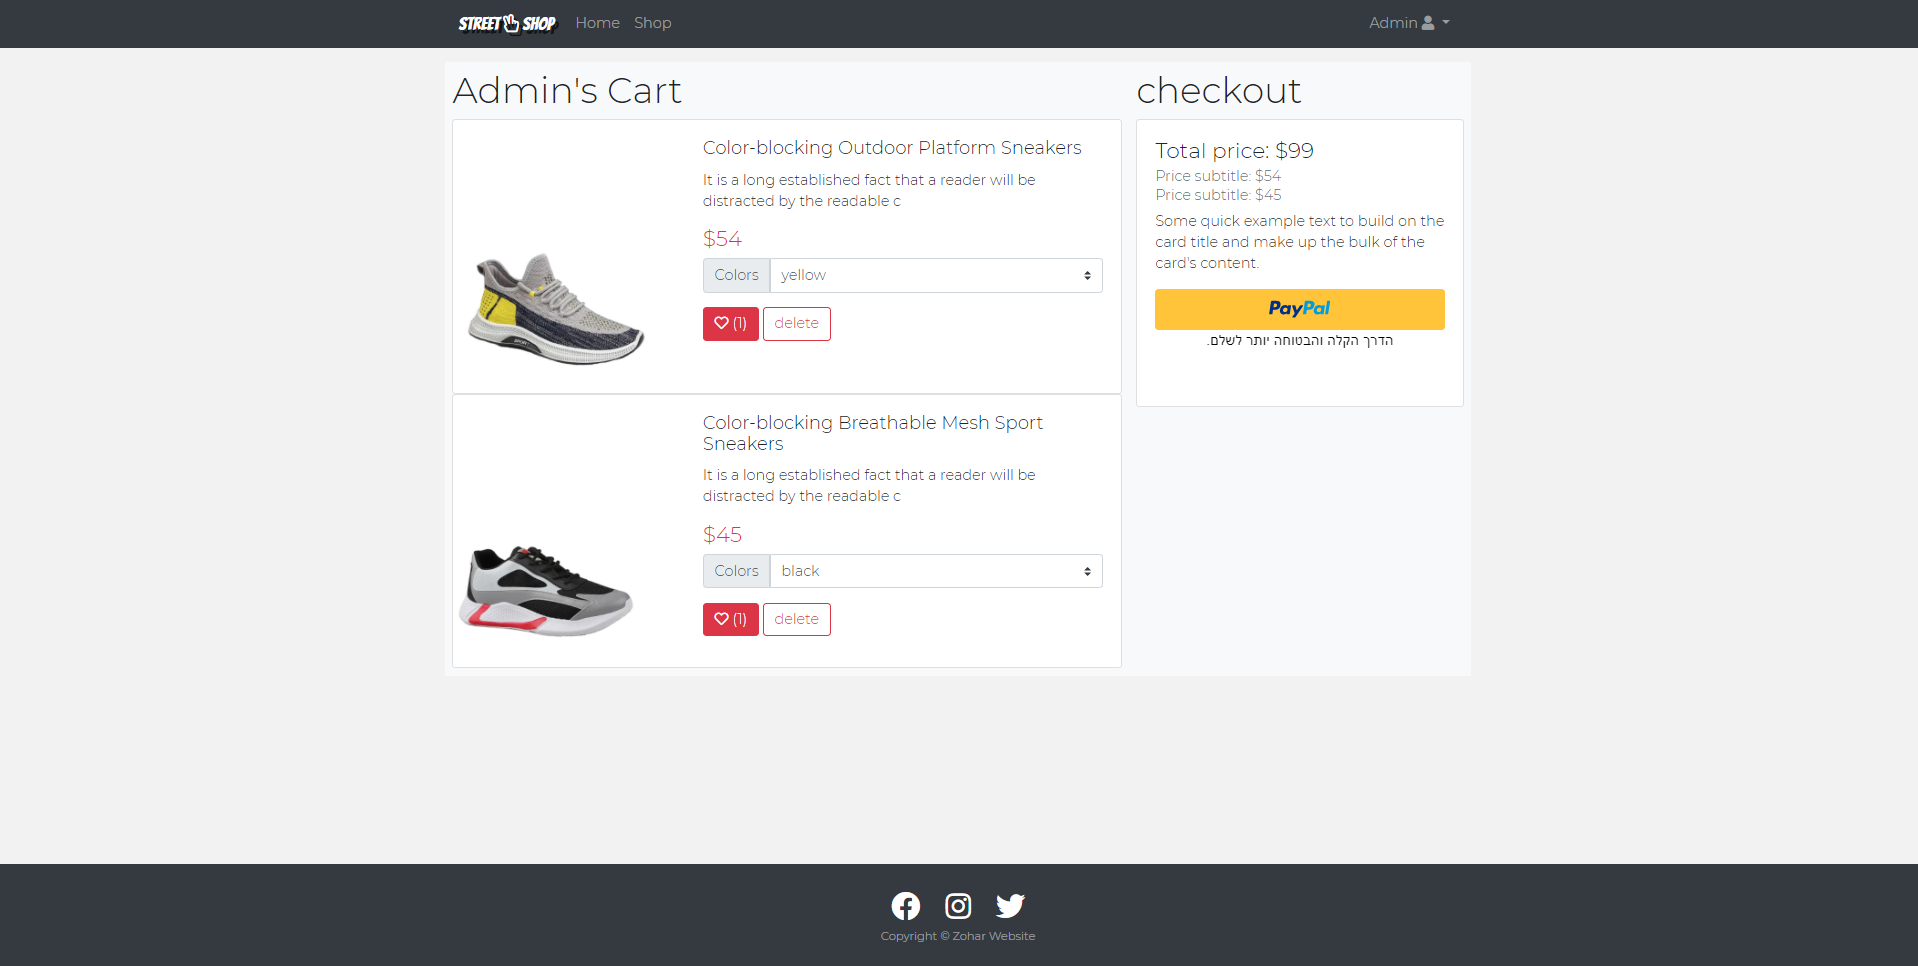 STREET SHOP Home Shop Admin
Admin's Cart
Color-blocking Outdoor Platform Sneakers
It is a long established fact that a reader will be
distracted by the readable c
$54
Colors yellow
(1) delete
Color-blocking Breathable Mesh Sport
Sneakers
It is a long established fact that a reader will be
distracted by the readable c
$45
Colors black
(1) delete
checkout
Total price: $99
Price subtitle: $54
Price subtitle: $45
Some quick example text to build on the
card title and make up the bulk of the
card's content.
PayPal
הדרך הקלה והבטוחה יותר לשלם.
Copyright © Zohar Website